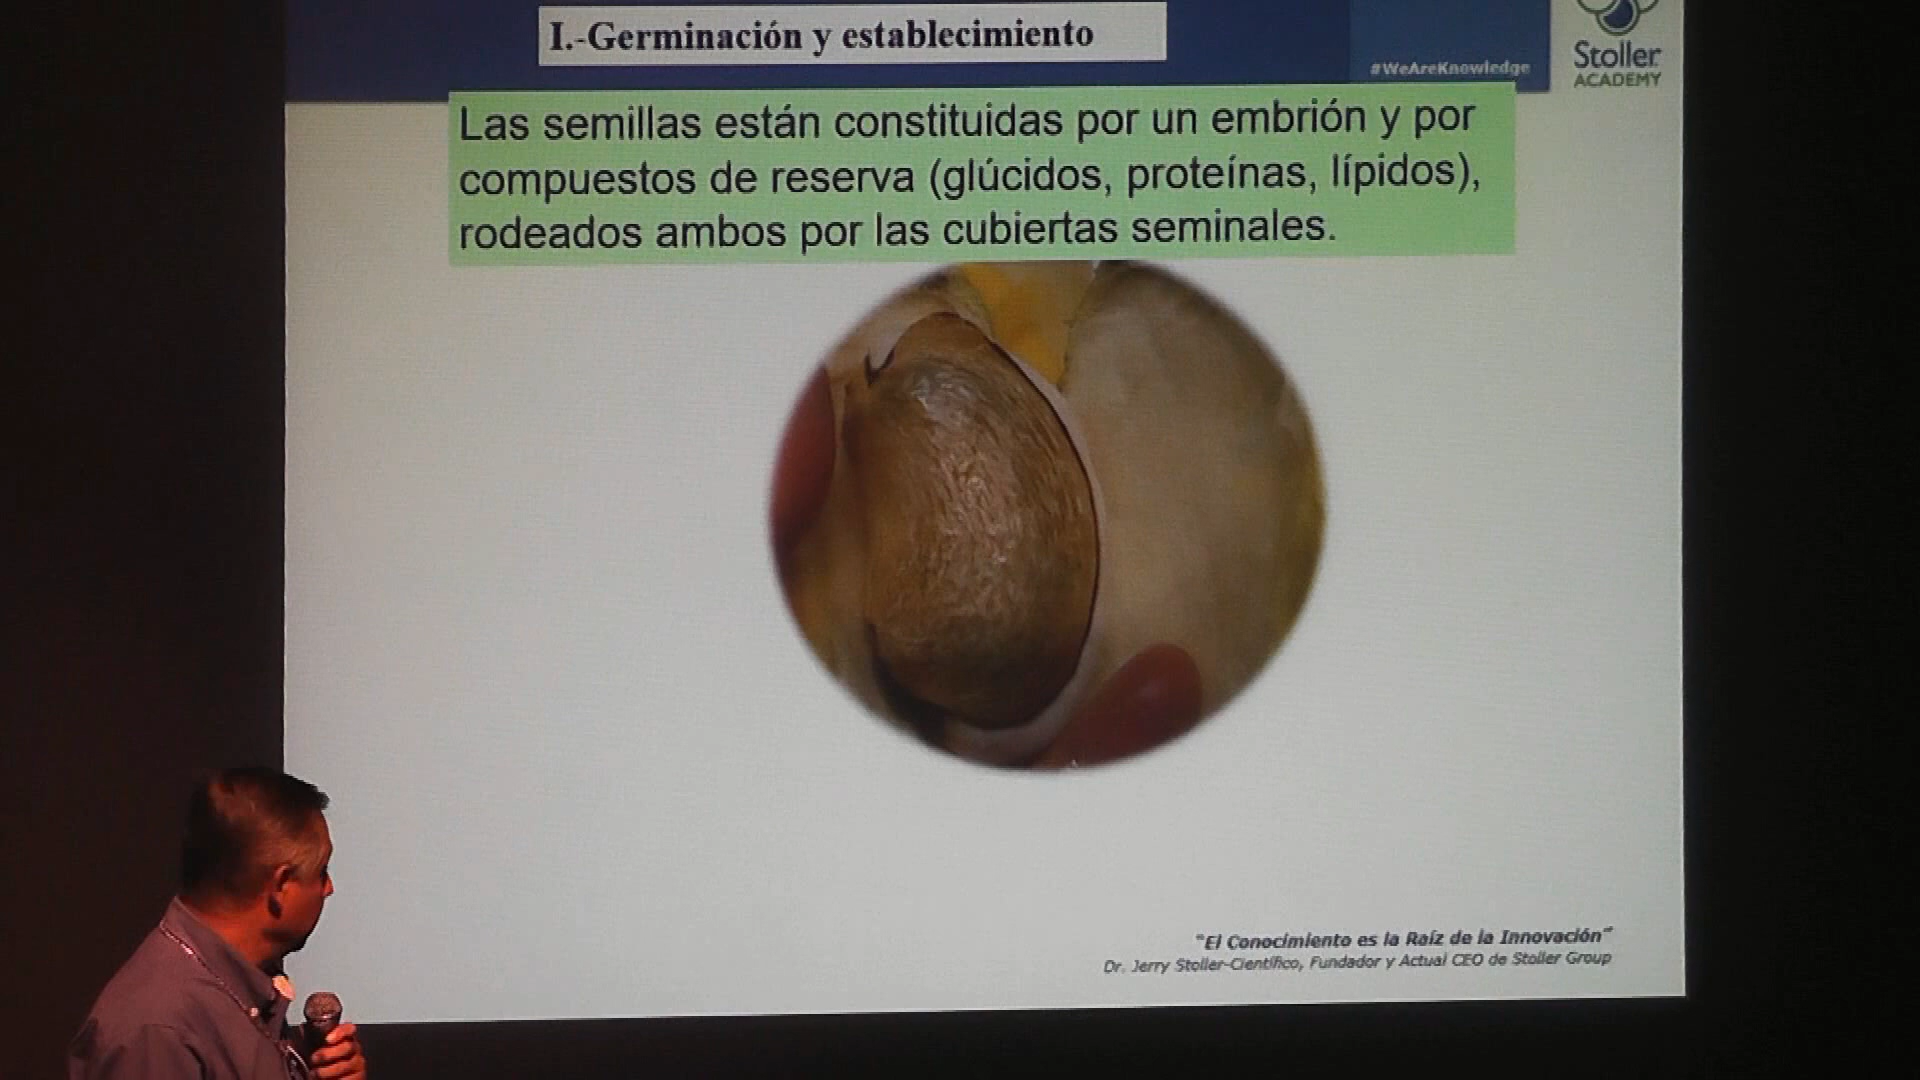 I.-Germinación y establecimiento
#WeAreKnowledge
Stoller
ACADEMY
Las semillas están constituidas por un embrión y por
compuestos de reserva (glúcidos, proteínas, lípidos),
rodeados ambos por las cubiertas seminales.
"El Conocimiento es la Raíz de la Innovación"
Dr. Jerry Stoller-Científico, Fundador y Actual CEO de Stoller Group